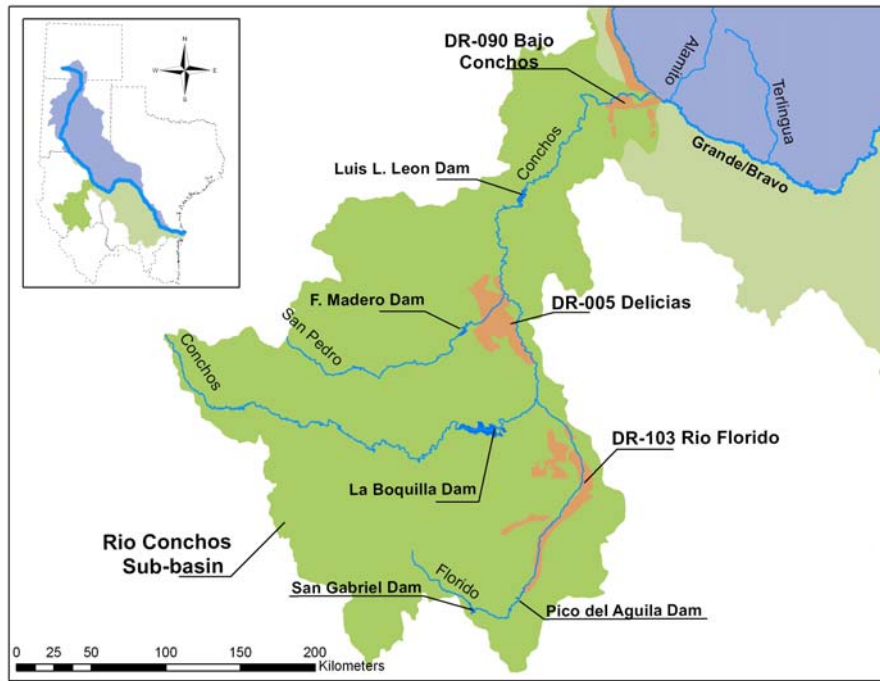 N
W
E
S
DR-090 Bajo
Conchos
Alamito
Terlingua
Conchos
Luis L. Leon Dam
Grande/Bravo
F. Madero Dam
DR-005 Delicias
San Pedro
Conchos
DR-103 Rio Florido
La Boquilla Dam
Rio Conchos
Sub-basin
Florido
San Gabriel Dam
Pico del Aguila Dam
0 25 50 100 150 200
Kilometers